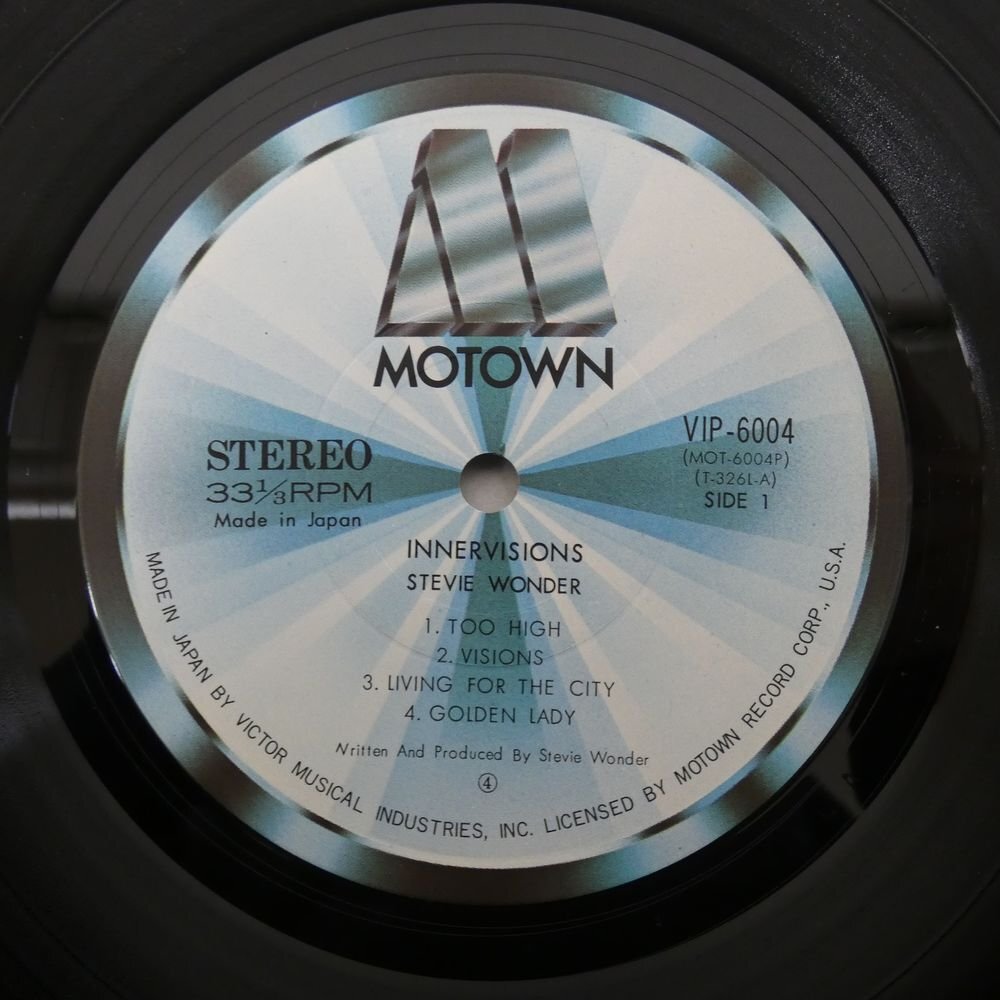 MOTOWN
STEREO
33⅓RPM
Made in Japan
VIP-6004
(MOT-6004P)
(T-326L-A)
SIDE 1
INNERVISIONS
STEVIE WONDER
1. TOO HIGH
2. VISIONS
3. LIVING FOR THE CITY
4. GOLDEN LADY
Written And Produced By Stevie Wonder
④
MADE IN JAPAN BY VICTOR MUSICAL INDUSTRIES, INC. LICENSED BY MOTOWN RECORD CORP., U.S.A.